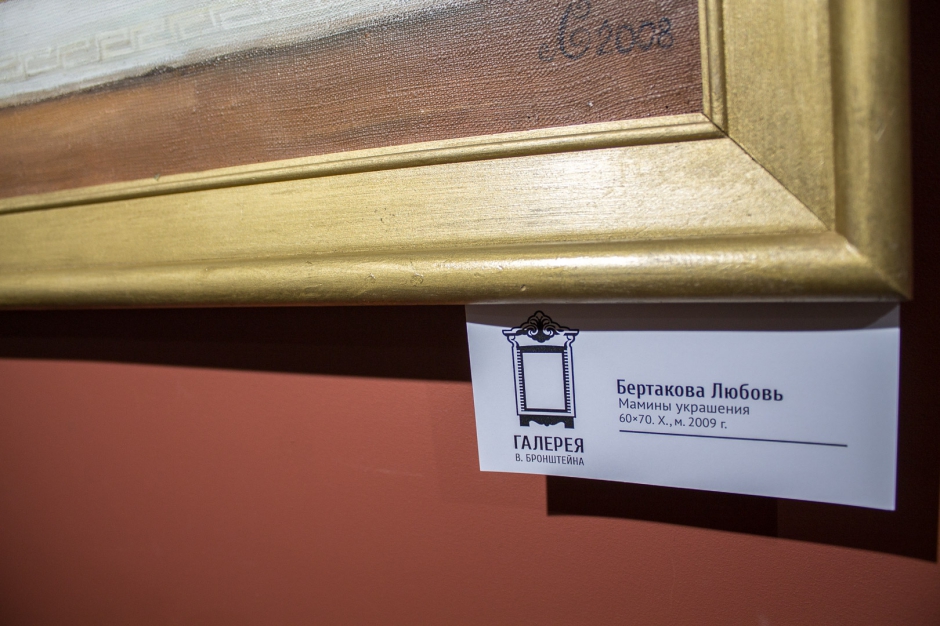 2008
ГАЛЕРЕЯ
В. БРОНШТЕЙНА
Бертакова Любовь
Мамины украшения
60×70. Х., м. 2009 г.